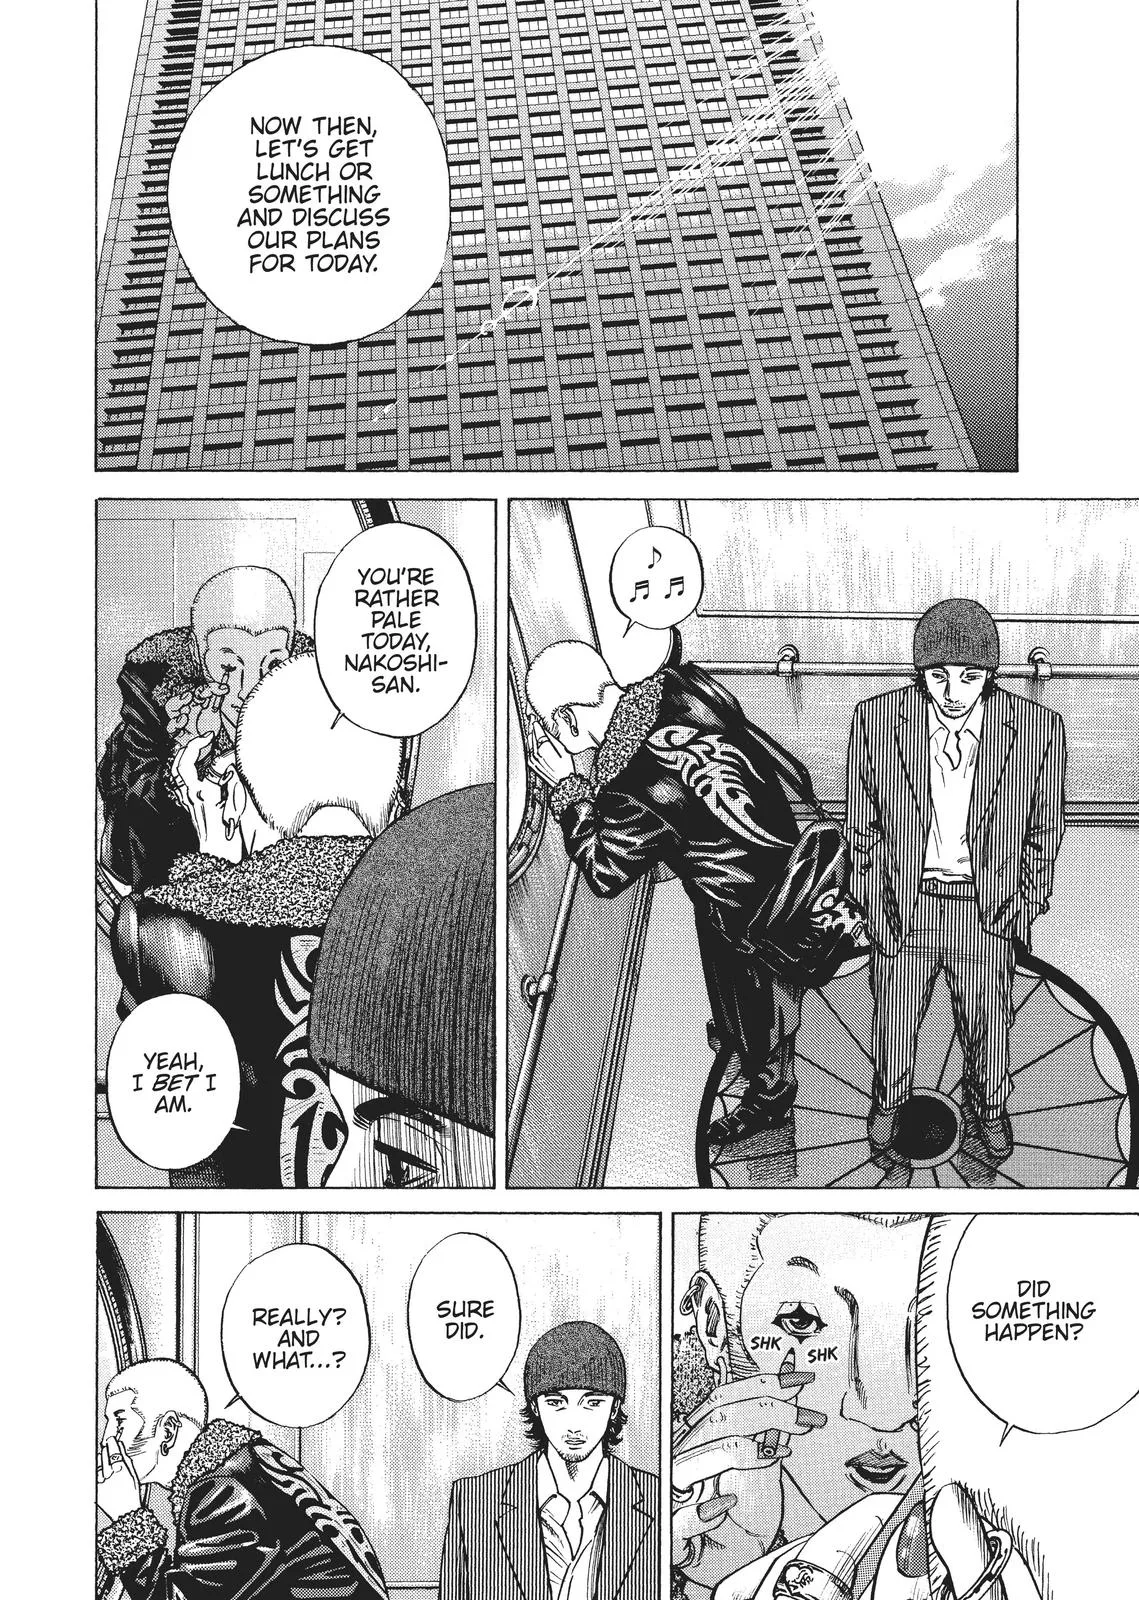 NOW THEN,
LET'S GET
LUNCH OR
SOMETHING
AND DISCUSS
OUR PLANS
FOR TODAY.
♪
♬ ♬
YOU'RE
RATHER
PALE
TODAY,
NAKOSHI-
SAN.
YEAH,
I BET I
AM.
DID
SOMETHING
HAPPEN?
SHK
SHK
SURE
DID.
REALLY?
AND
WHAT...?